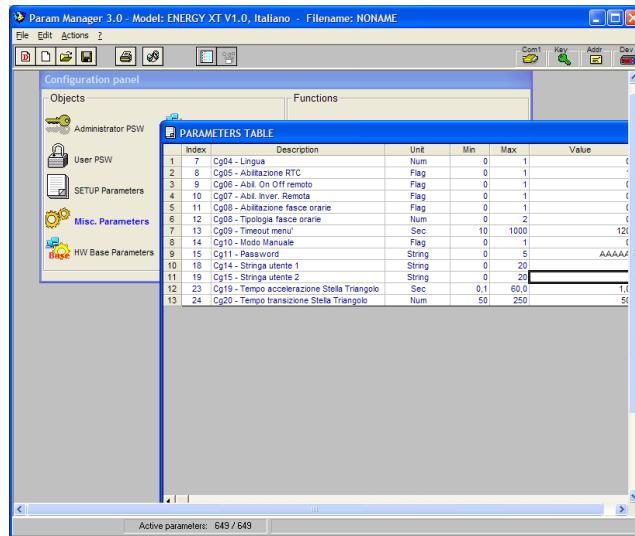 Param Manager 3.0 - Model: ENERGY XT V1.0, Italiano - Filename: NONAME
File Edit Actions ?
Com1 Key Addr Dev
Configuration panel
Objects Functions
Administrator PSW
User PSW
SETUP Parameters
Misc. Parameters
Base HW Base Parameters
PARAMETERS TABLE
Index Description Unit Min Max Value
1 7 Cg04 - Lingua Num 0 1 0
2 8 Cg05 - Abilitazione RTC Flag 0 1 1
3 9 Cg06 - Abil. On Off remoto Flag 0 1 0
4 10 Cg07 - Abil. Inver. Remota Flag 0 1 0
5 11 Cg08 - Abilitazione fasce orarie Flag 0 1 0
6 12 Cg08 - Tipologia fasce orarie Num 0 2 0
7 13 Cg09 - Timeout menu' Sec 10 1000 120
8 14 Cg10 - Modo Manuale Flag 0 1 0
9 15 Cg11 - Password String 0 5 AAAAA
10 18 Cg14 - Stringa utente 1 String 0 20
11 19 Cg15 - Stringa utente 2 String 0 20
12 23 Cg19 - Tempo accelerazione Stella Triangolo Sec 0,1 60,0 1,0
13 24 Cg20 - Tempo transizione Stella Triangolo Num 50 250 50
Active parameters: 649 / 649